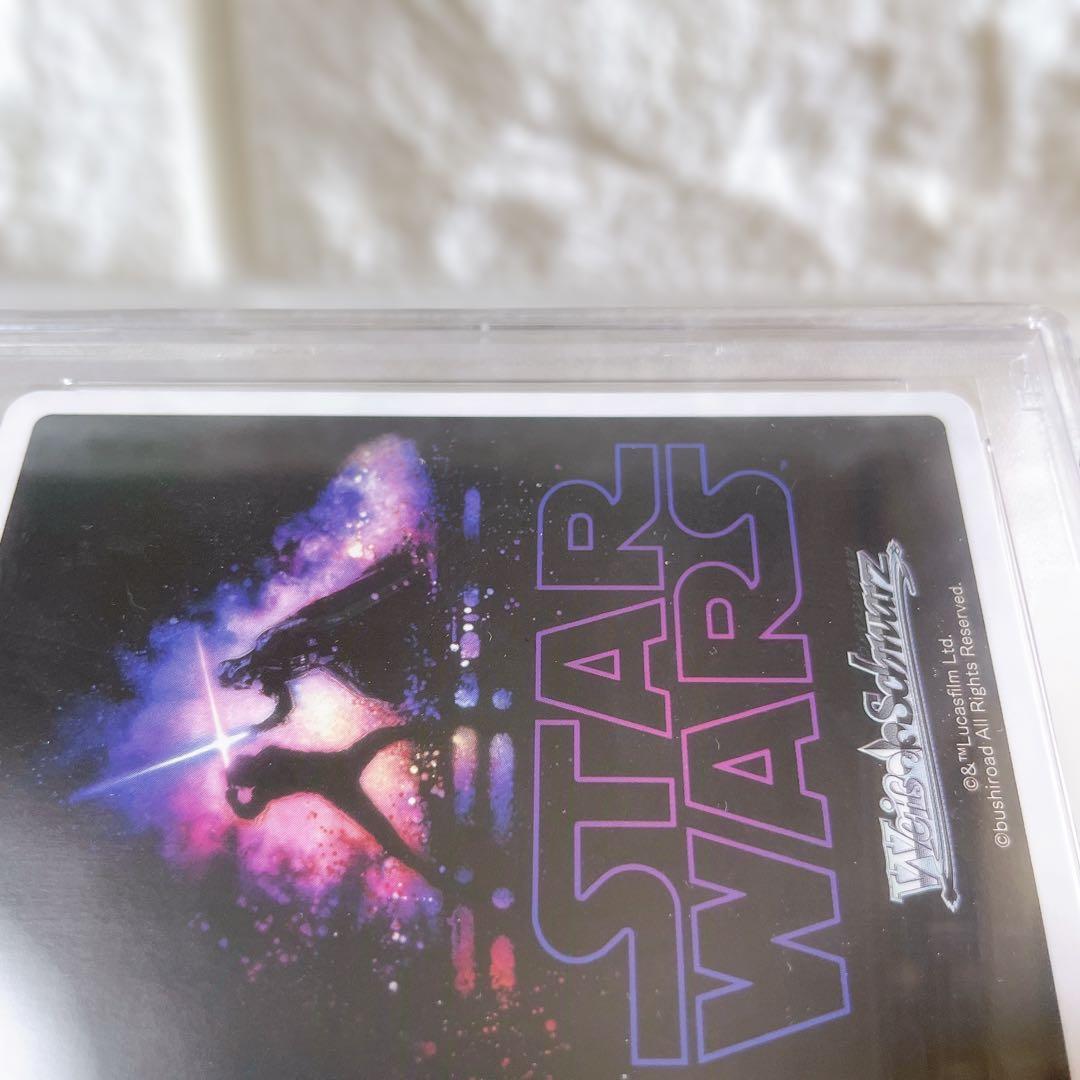 STAR
WARS
Weiß Schwarz
©&™Lucasfilm Ltd.
©bushiroad All Rights Reserved.